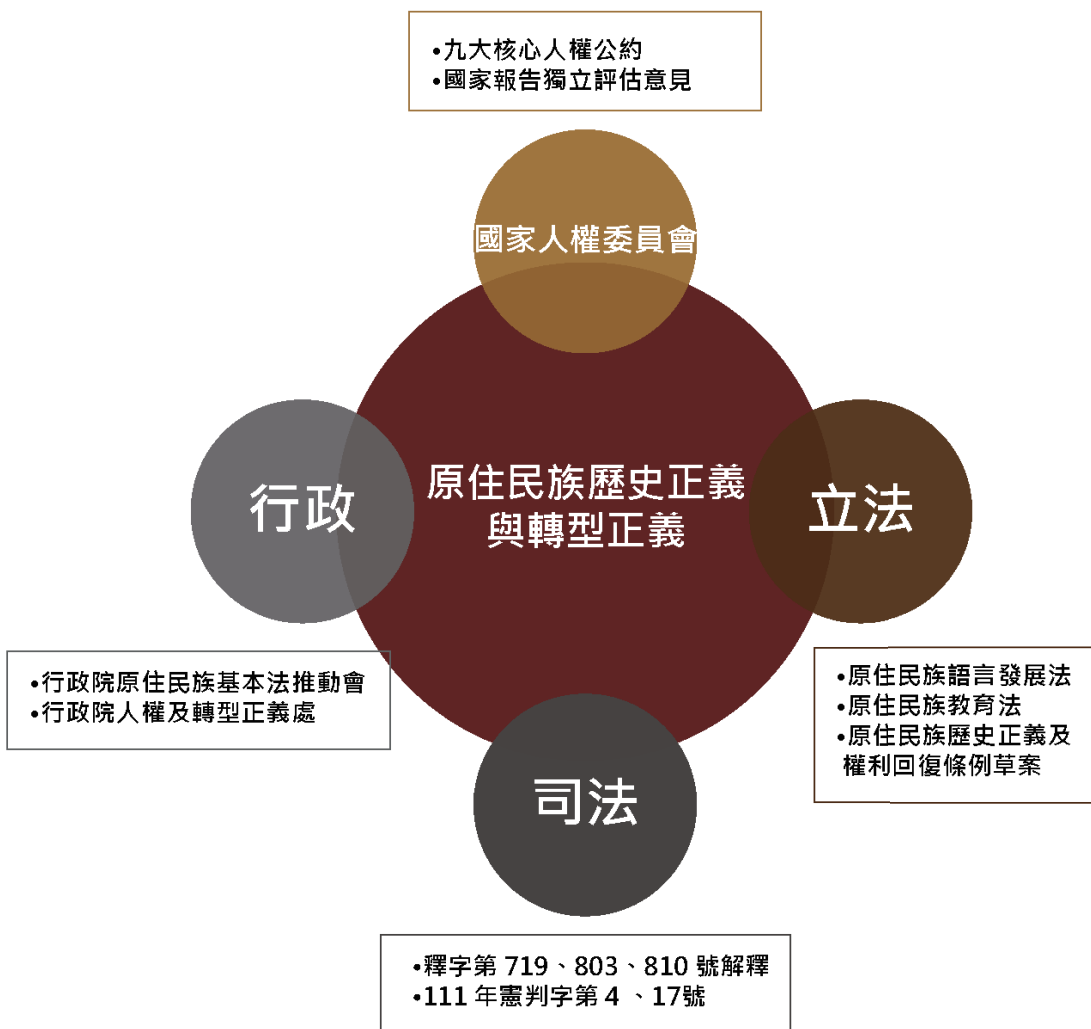 •九大核心人權公約
•國家報告獨立評估意見
國家人權委員會
原住民族歷史正義
與轉型正義
行政
立法
•行政院原住民族基本法推動會
•行政院人權及轉型正義處
•原住民族語言發展法
•原住民族教育法
•原住民族歷史正義及
權利回復條例草案
司法
•釋字第 719、803、810 號解釋
•111 年憲判字第 4 、17號